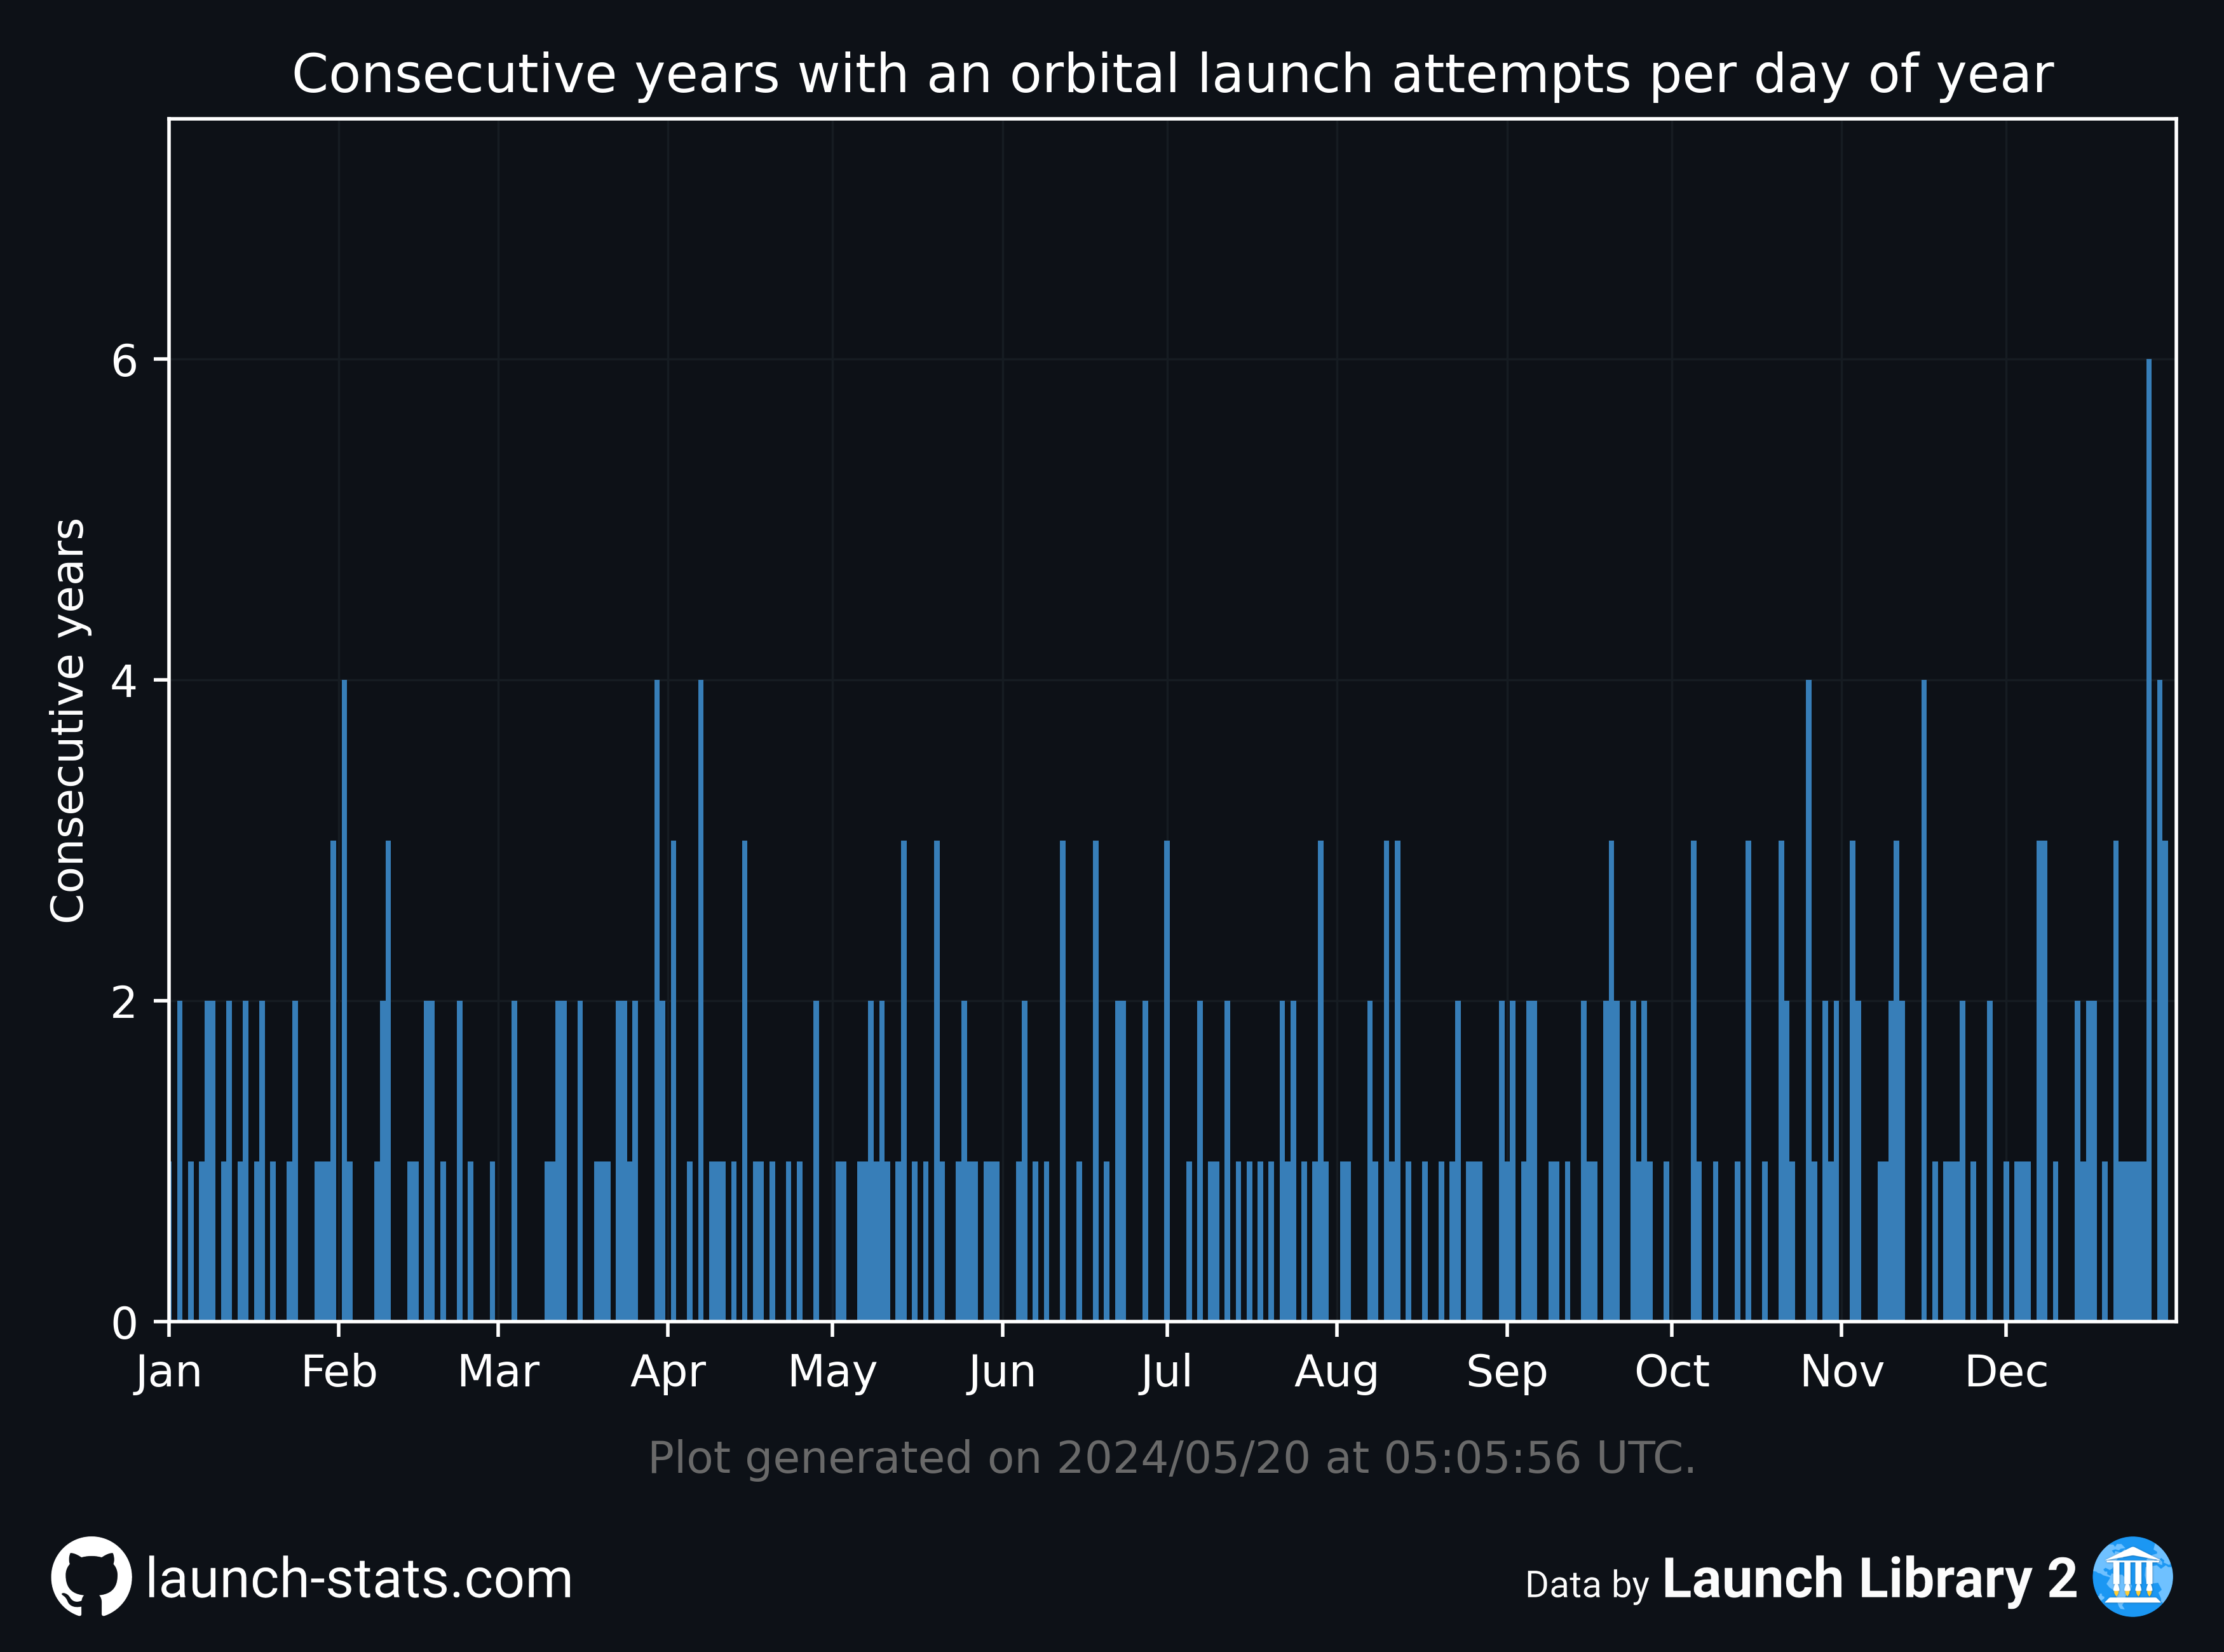 Consecutive years with an orbital launch attempts per day of year
Consecutive years
6
4
2
0
Jan Feb Mar Apr May Jun Jul Aug Sep Oct Nov Dec
Plot generated on 2024/05/20 at 05:05:56 UTC.
launch-stats.com
Data by Launch Library 2